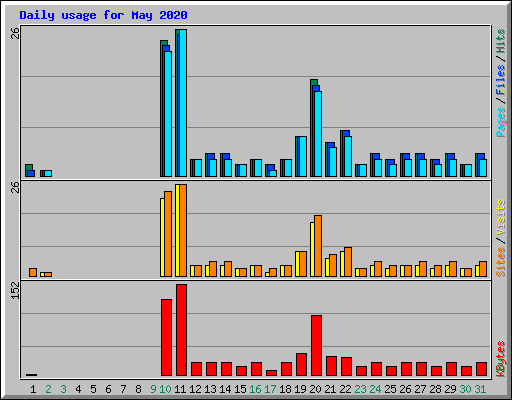 Daily usage for May 2020
26
Pages / Files / Hits
26
Sites / Visits
152
KBytes
1 2 3 4 5 6 7 8 9 10 11 12 13 14 15 16 17 18 19 20 21 22 23 24 25 26 27 28 29 30 31